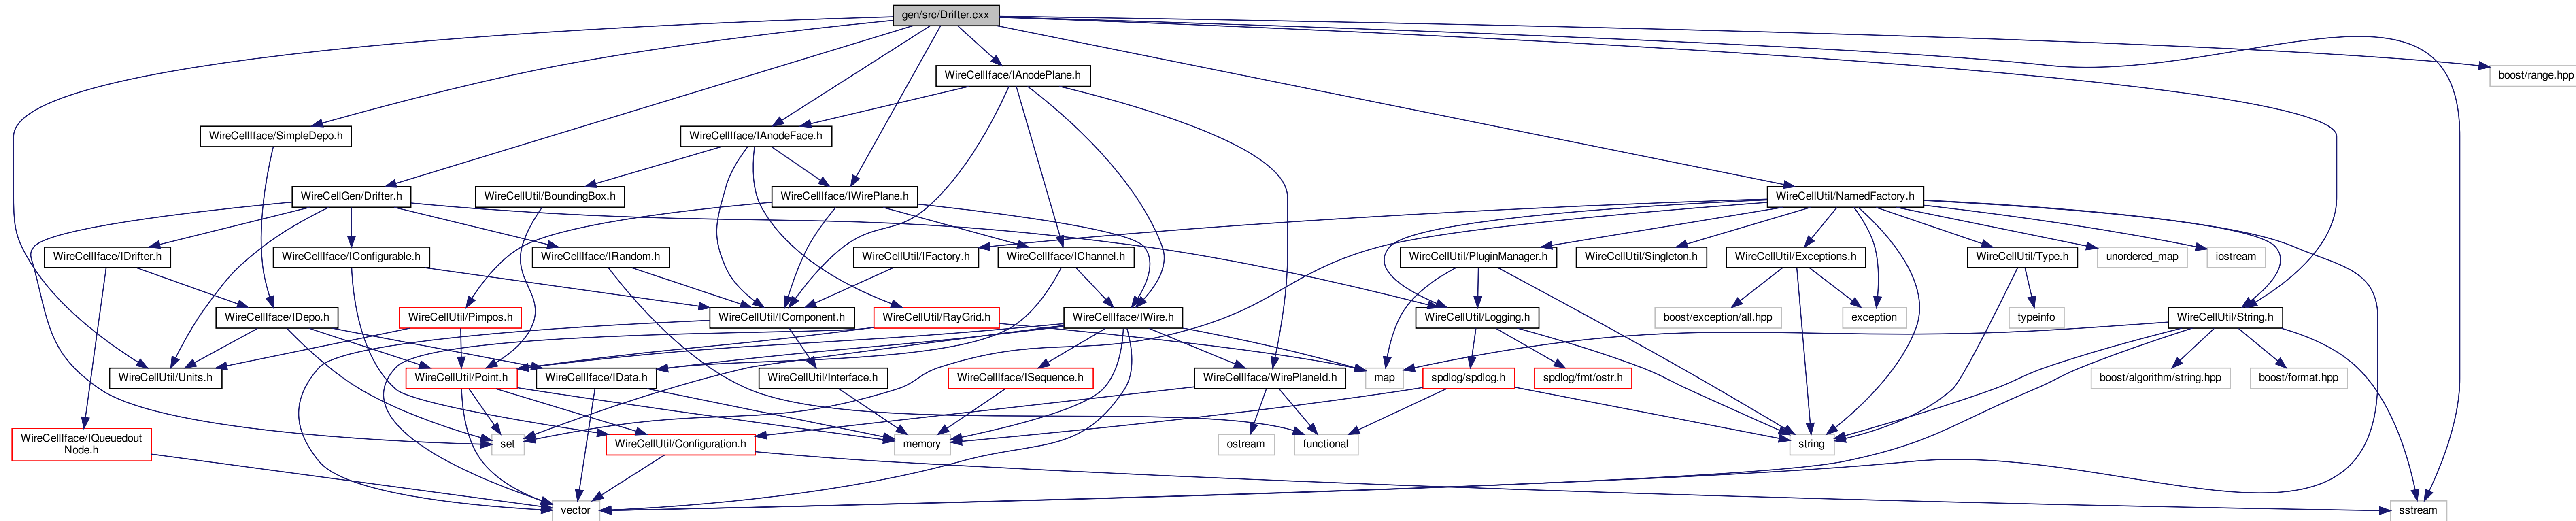 gen/src/Drifter.cxx
WireCellIface/IAnodePlane.h
boost/range.hpp
WireCellIface/SimpleDepo.h
WireCellIface/IAnodeFace.h
WireCellGen/Drifter.h
WireCellUtil/BoundingBox.h
WireCellIface/IWirePlane.h
WireCellUtil/NamedFactory.h
WireCellIface/IDrifter.h
WireCellIface/IConfigurable.h
WireCellIface/IRandom.h
WireCellUtil/IFactory.h
WireCellIface/IChannel.h
WireCellUtil/PluginManager.h
WireCellUtil/Singleton.h
WireCellUtil/Exceptions.h
WireCellUtil/Type.h
unordered_map
iostream
WireCellIface/IDepo.h
WireCellUtil/Pimpos.h
WireCellUtil/IComponent.h
WireCellUtil/RayGrid.h
WireCellIface/IWire.h
WireCellUtil/Logging.h
boost/exception/all.hpp
exception
typeinfo
WireCellUtil/String.h
WireCellUtil/Units.h
WireCellUtil/Point.h
WireCellIface/IData.h
WireCellUtil/Interface.h
WireCellIface/ISequence.h
WireCellIface/WirePlaneId.h
map
spdlog/spdlog.h
spdlog/fmt/ostr.h
boost/algorithm/string.hpp
boost/format.hpp
WireCellIface/IQueuedout
Node.h
set
WireCellUtil/Configuration.h
memory
ostream
functional
string
vector
sstream